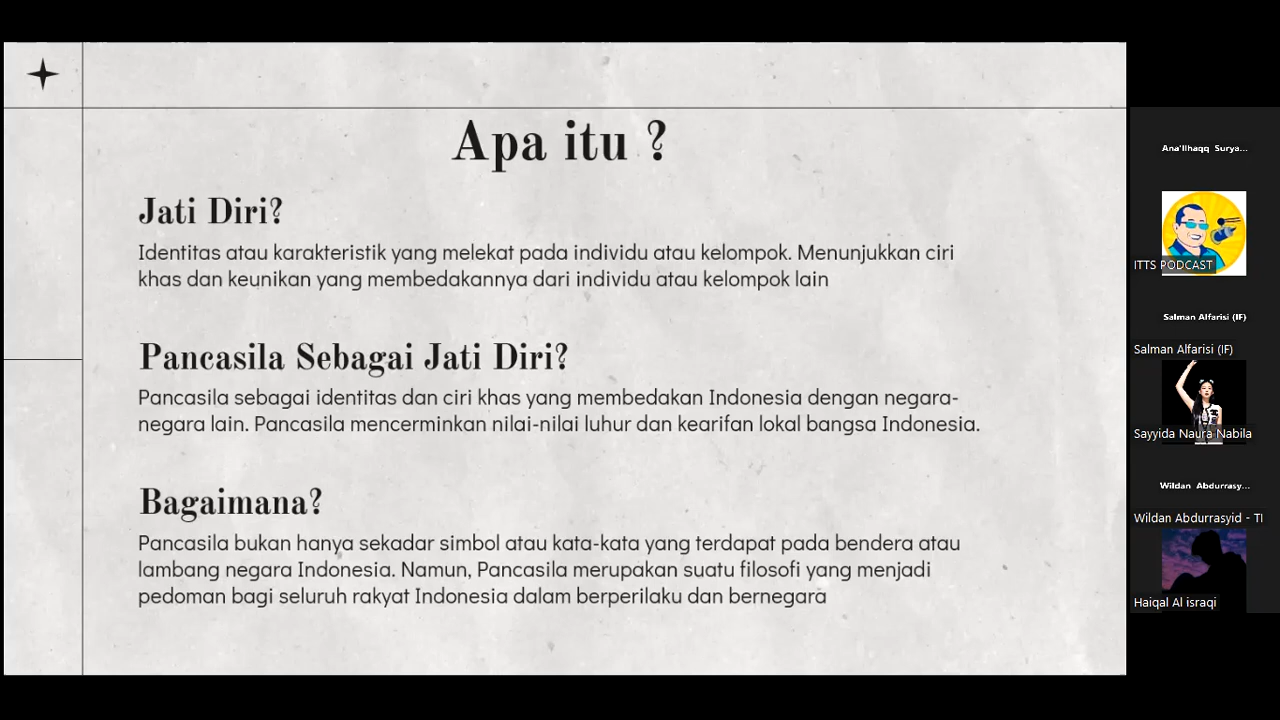 Apa itu ?
Jati Diri?
Identitas atau karakteristik yang melekat pada individu atau kelompok. Menunjukkan ciri
khas dan keunikan yang membedakannya dari individu atau kelompok lain
Pancasila Sebagai Jati Diri?
Pancasila sebagai identitas dan ciri khas yang membedakan Indonesia dengan negara-
negara lain. Pancasila mencerminkan nilai-nilai luhur dan kearifan lokal bangsa Indonesia.
Bagaimana?
Pancasila bukan hanya sekadar simbol atau kata-kata yang terdapat pada bendera atau
lambang negara Indonesia. Namun, Pancasila merupakan suatu filosofi yang menjadi
pedoman bagi seluruh rakyat Indonesia dalam berperilaku dan bernegara
Ana'llhaqq Surya...
ITTS PODCAST
Salman Alfarisi (IF)
Salman Alfarisi (IF)
Sayyida Naura Nabila
Wildan Abdurrasy...
Wildan Abdurrasyid - TI
Haiqal Al israqi